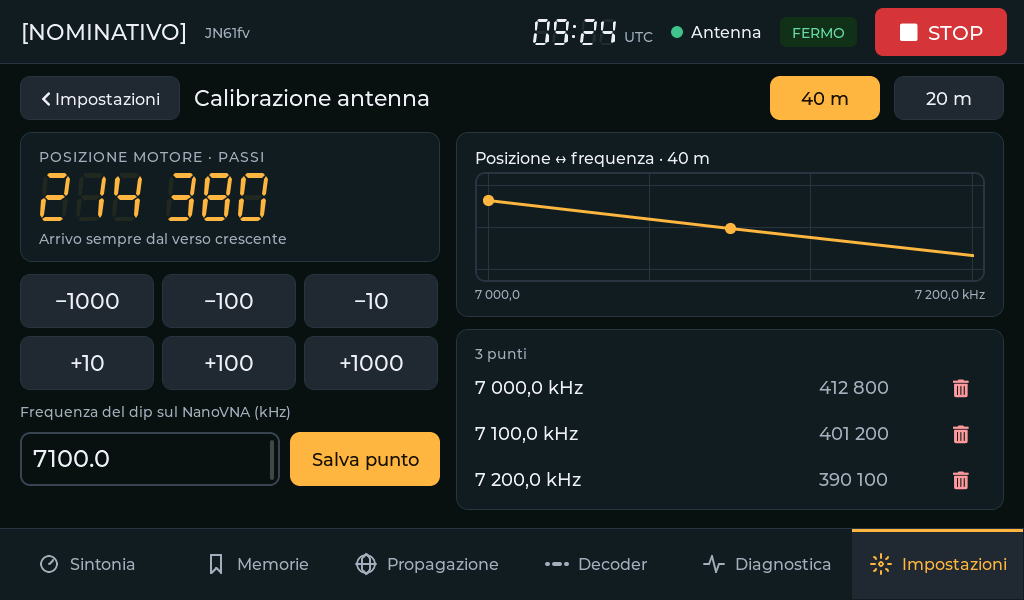 [NOMINATIVO] JN61fv 09:24 UTC Antenna FERMO STOP
Impostazioni Calibrazione antenna 40 m 20 m
POSIZIONE MOTORE · PASSI
214 380
Arrivo sempre dal verso crescente
−1000 −100 −10
+10 +100 +1000
Frequenza del dip sul NanoVNA (kHz)
7100.0 Salva punto
Posizione ↔ frequenza · 40 m
7 000,0 7 200,0 kHz
3 punti
7 000,0 kHz 412 800
7 100,0 kHz 401 200
7 200,0 kHz 390 100
Sintonia Memorie Propagazione Decoder Diagnostica Impostazioni